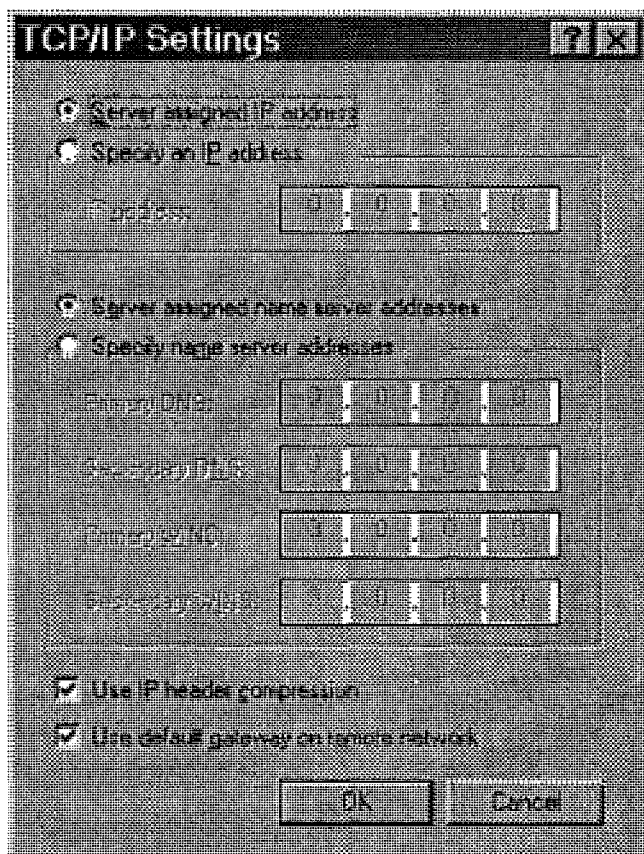 TCP/IP Settings
Server assigned IP address
Specify an IP address
IP address: 0 . 0 . 0 . 0
Server assigned name server addresses
Specify name server addresses
Primary DNS: 0 . 0 . 0 . 0
Secondary DNS: 0 . 0 . 0 . 0
Primary WINS: 0 . 0 . 0 . 0
Secondary WINS: 0 . 0 . 0 . 0
Use IP header compression
Use default gateway on remote network
OK Cancel